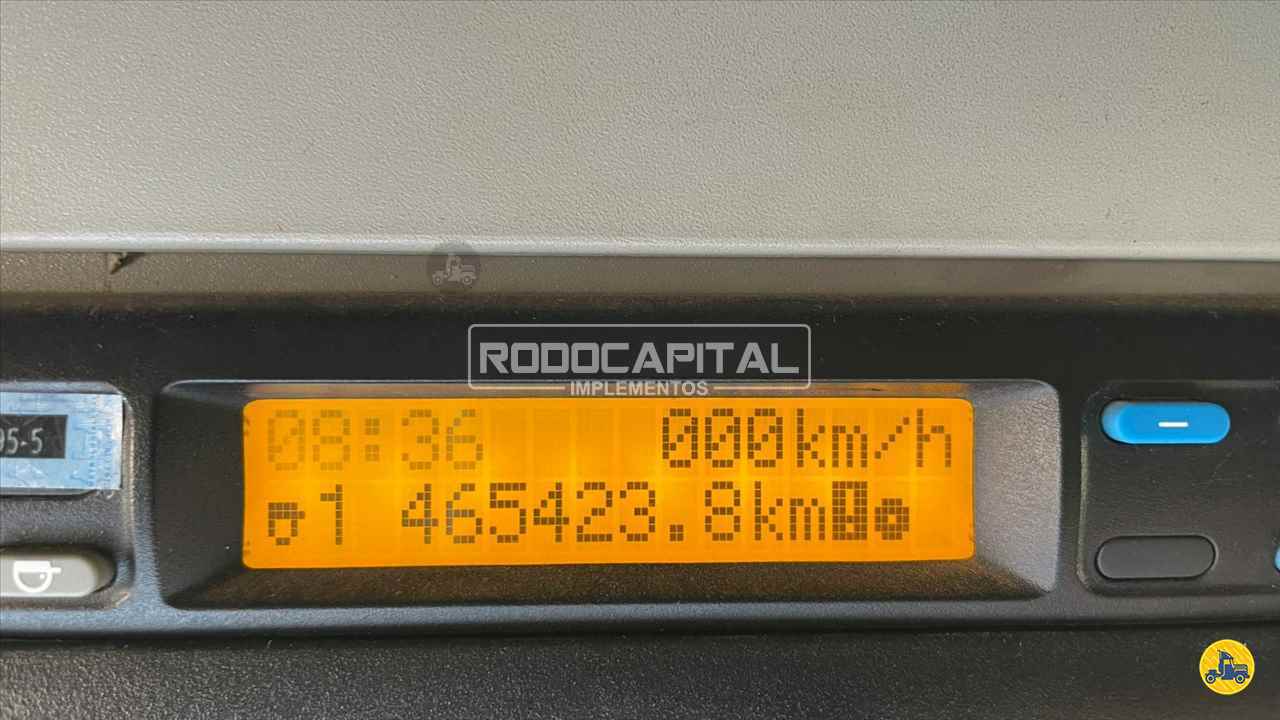 RODOCAPITAL
IMPLEMENTOS
08:36 000km/h
1 465423.8km
95-5